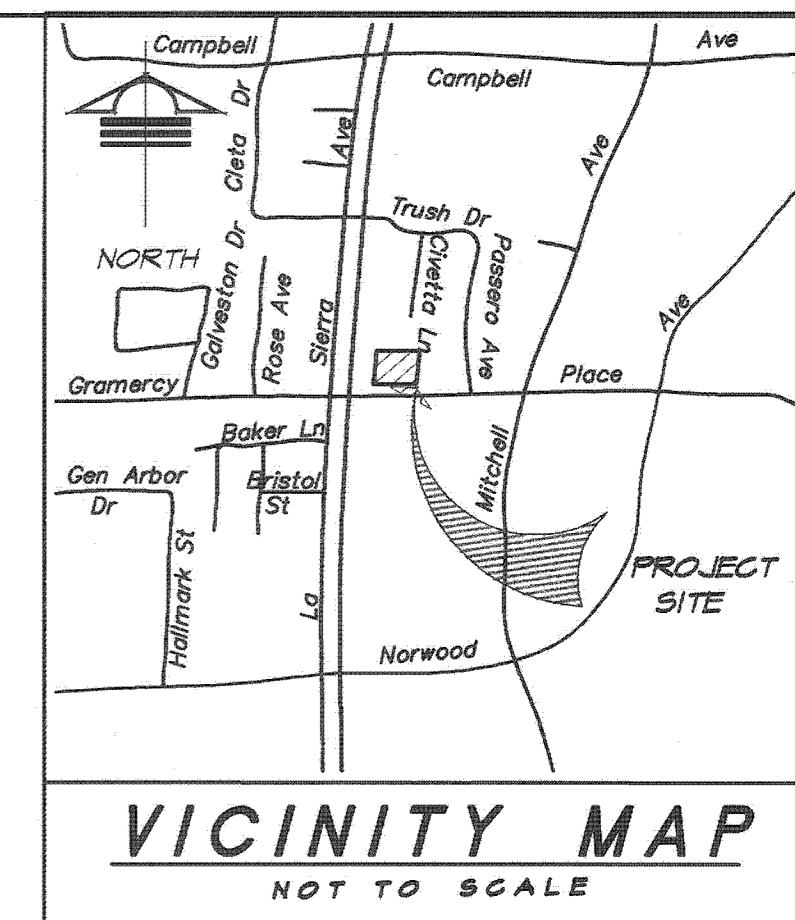 Campbell
Ave
Campbell
Cleta Dr
Ave
Ave
Trush Dr
NORTH
Galveston Dr
Rose Ave
Sierra
Civetta Ln
Passero Ave
Ave
Gramercy
Place
Baker Ln
Mitchell
Gen Arbor
Dr
Bristol
St
Hallmark St
La
PROJECT
SITE
Norwood
VICINITY MAP
NOT TO SCALE